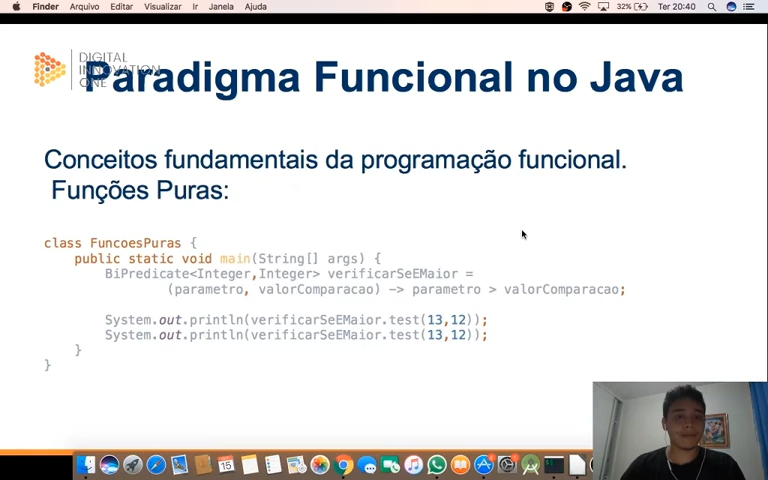 Finder Arquivo Editar Visualizar Ir Janela Ajuda 32% Ter 20:40
DIGITAL
INNOVATION
ONE
Paradigma Funcional no Java
Conceitos fundamentais da programação funcional.
Funções Puras:
class FuncoesPuras {
public static void main(String[] args) {
BiPredicate<Integer,Integer> verificarSeEMaior =
(parametro, valorComparacao) -> parametro > valorComparacao;
System.out.println(verificarSeEMaior.test(13,12));
System.out.println(verificarSeEMaior.test(13,12));
}
}
15